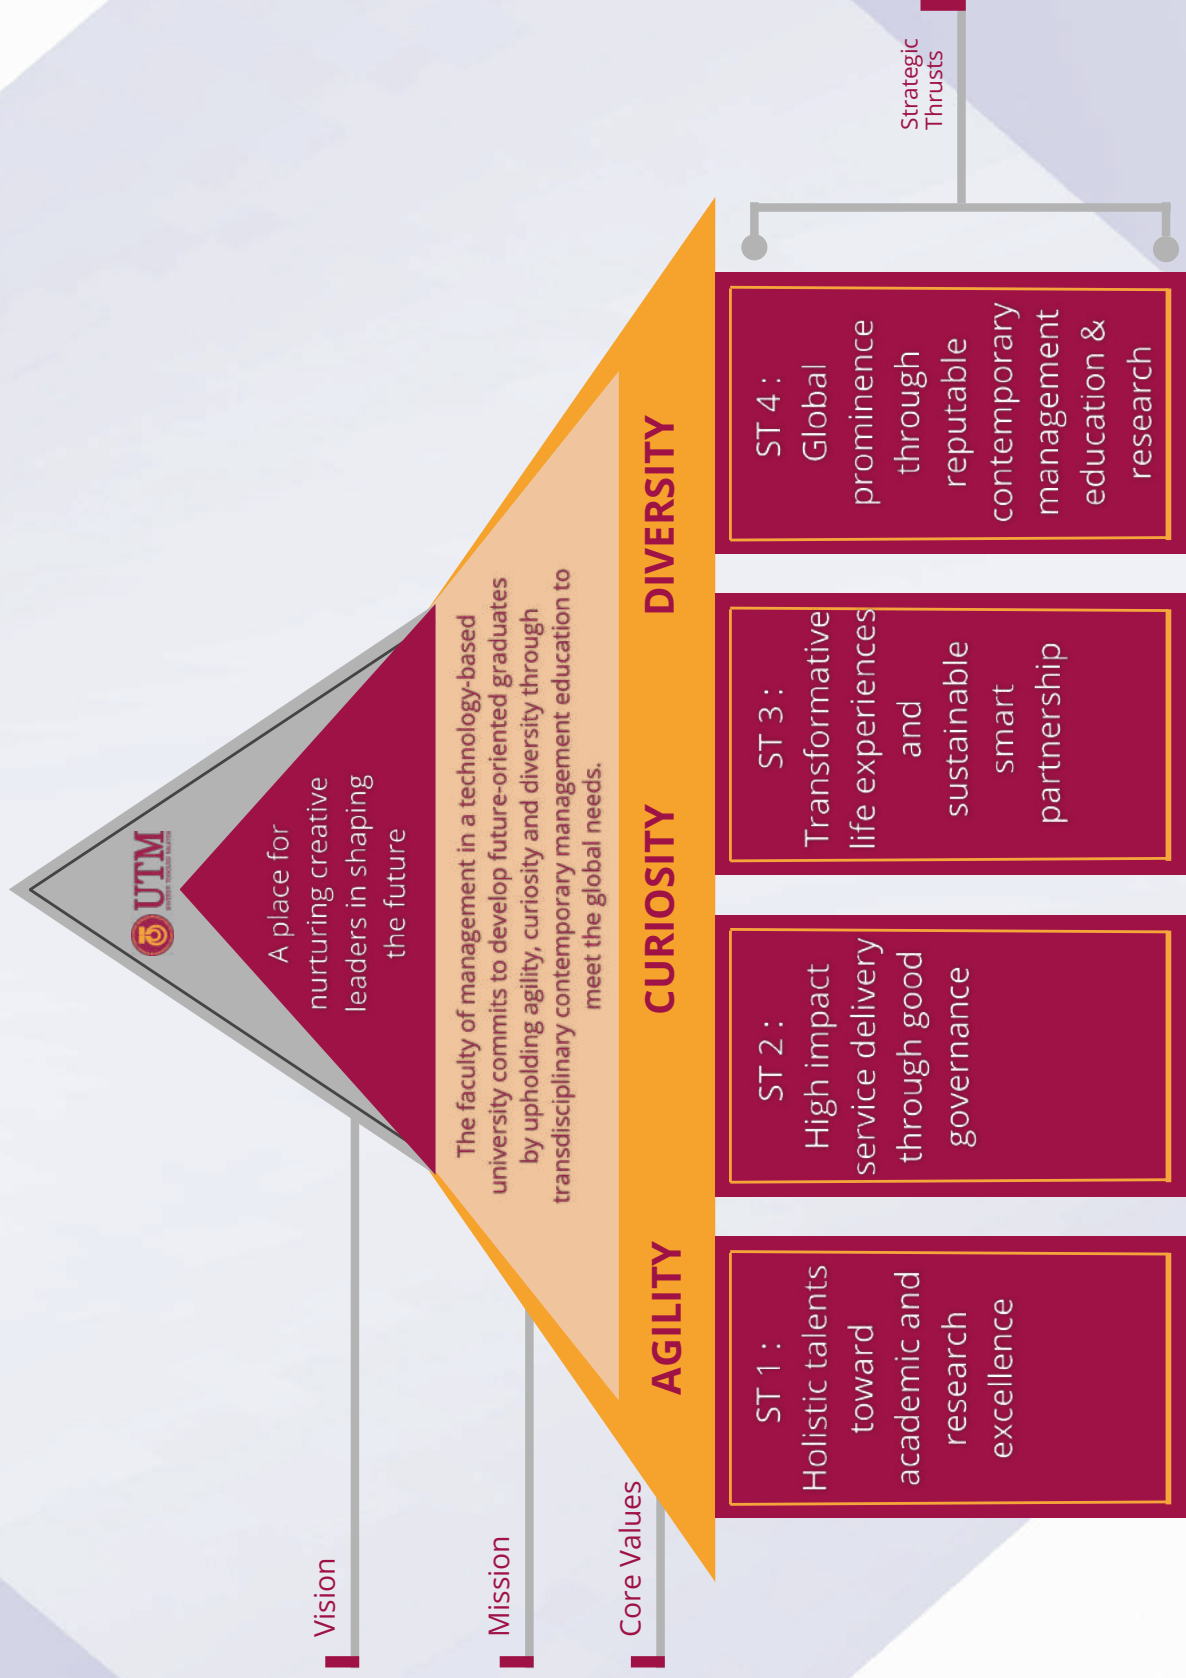 UTM
A place for
nurturing creative
leaders in shaping
the future
Vision
The faculty of management in a technology-based
university commits to develop future-oriented graduates
by upholding agility, curiosity and diversity through
transdisciplinary contemporary management education to
meet the global needs.
Mission
Core Values
AGILITY
CURIOSITY
DIVERSITY
Strategic
Thrusts
ST 1 :
Holistic talents
toward
academic and
research
excellence
ST 2 :
High impact
service delivery
through good
governance
ST 3 :
Transformative
life experiences
and
sustainable
smart
partnership
ST 4 :
Global
prominence
through
reputable
contemporary
management
education &
research